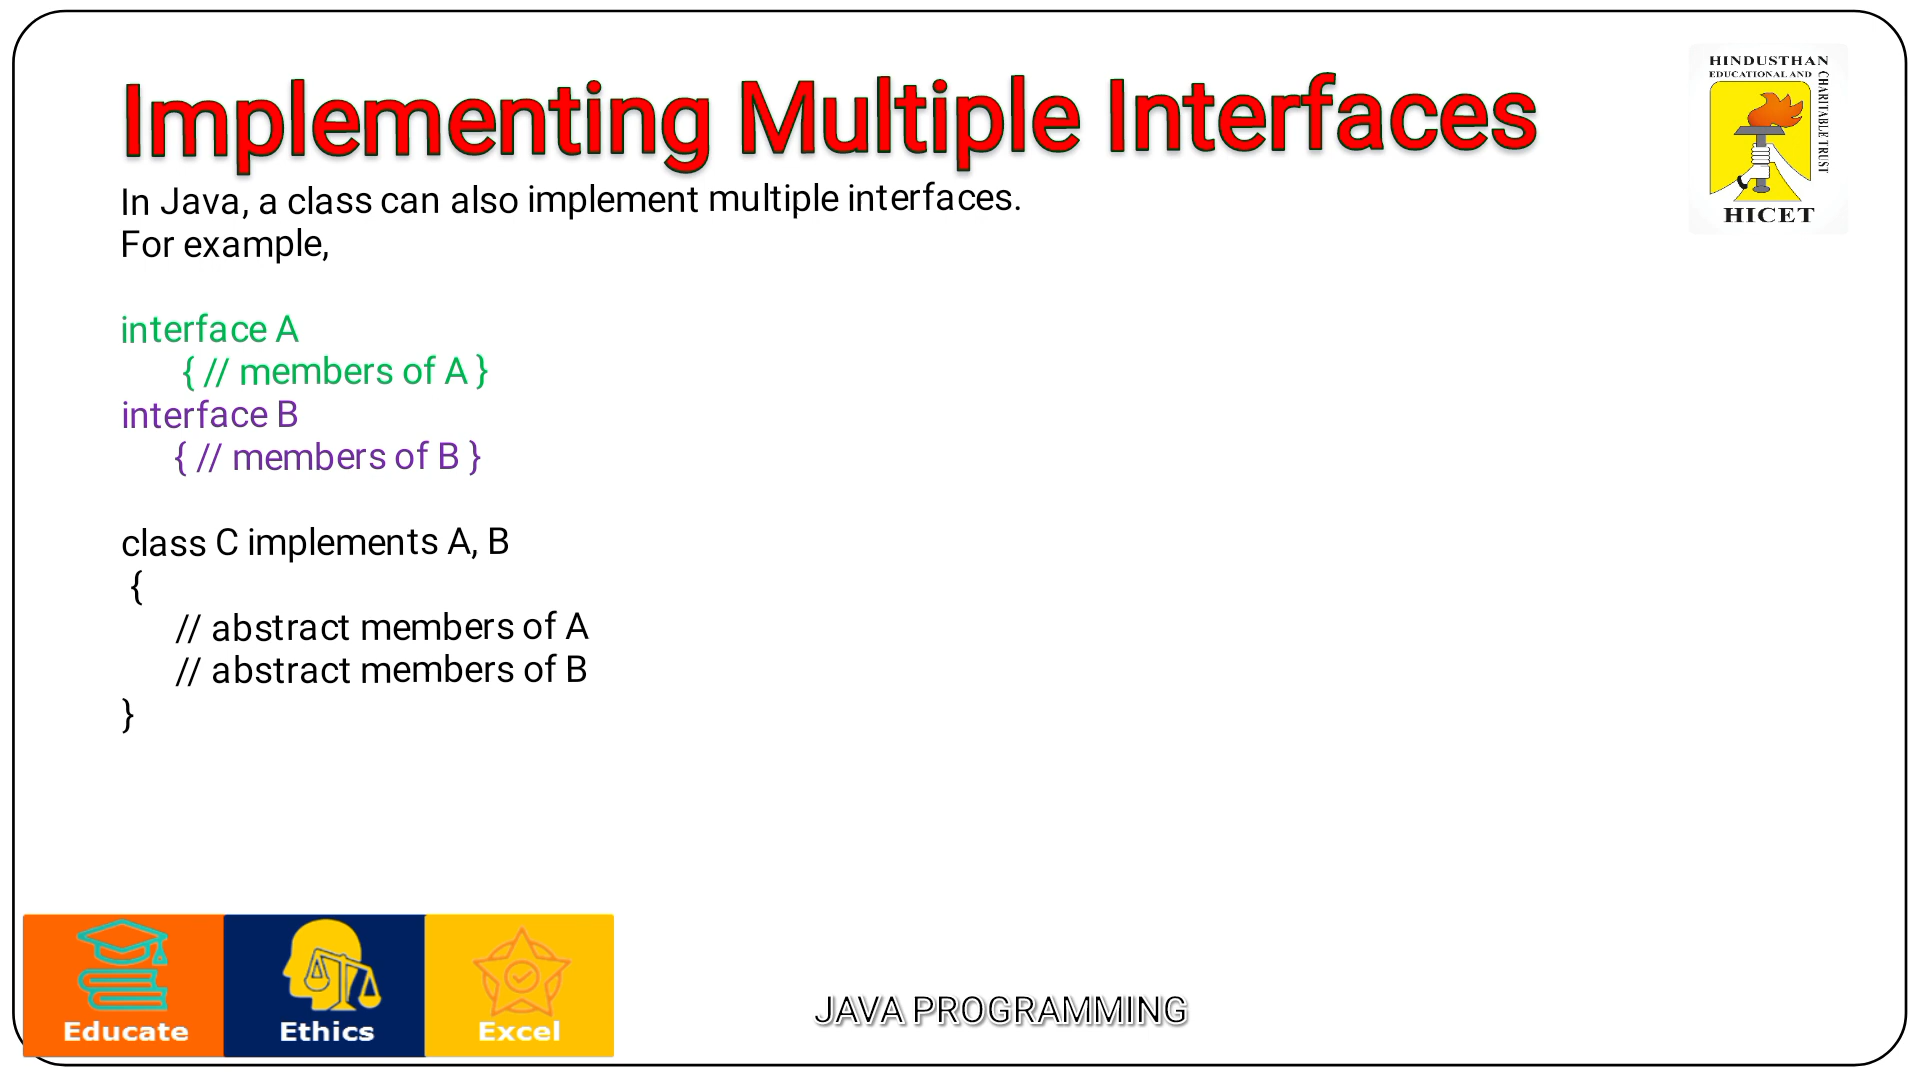 Implementing Multiple Interfaces
HINDUSTHAN
EDUCATIONAL AND
CHARITABLE TRUST
HICET
In Java, a class can also implement multiple interfaces.
For example,
interface A
{ // members of A }
interface B
{ // members of B }
class C implements A, B
{
// abstract members of A
// abstract members of B
}
Educate
Ethics
Excel
JAVA PROGRAMMING